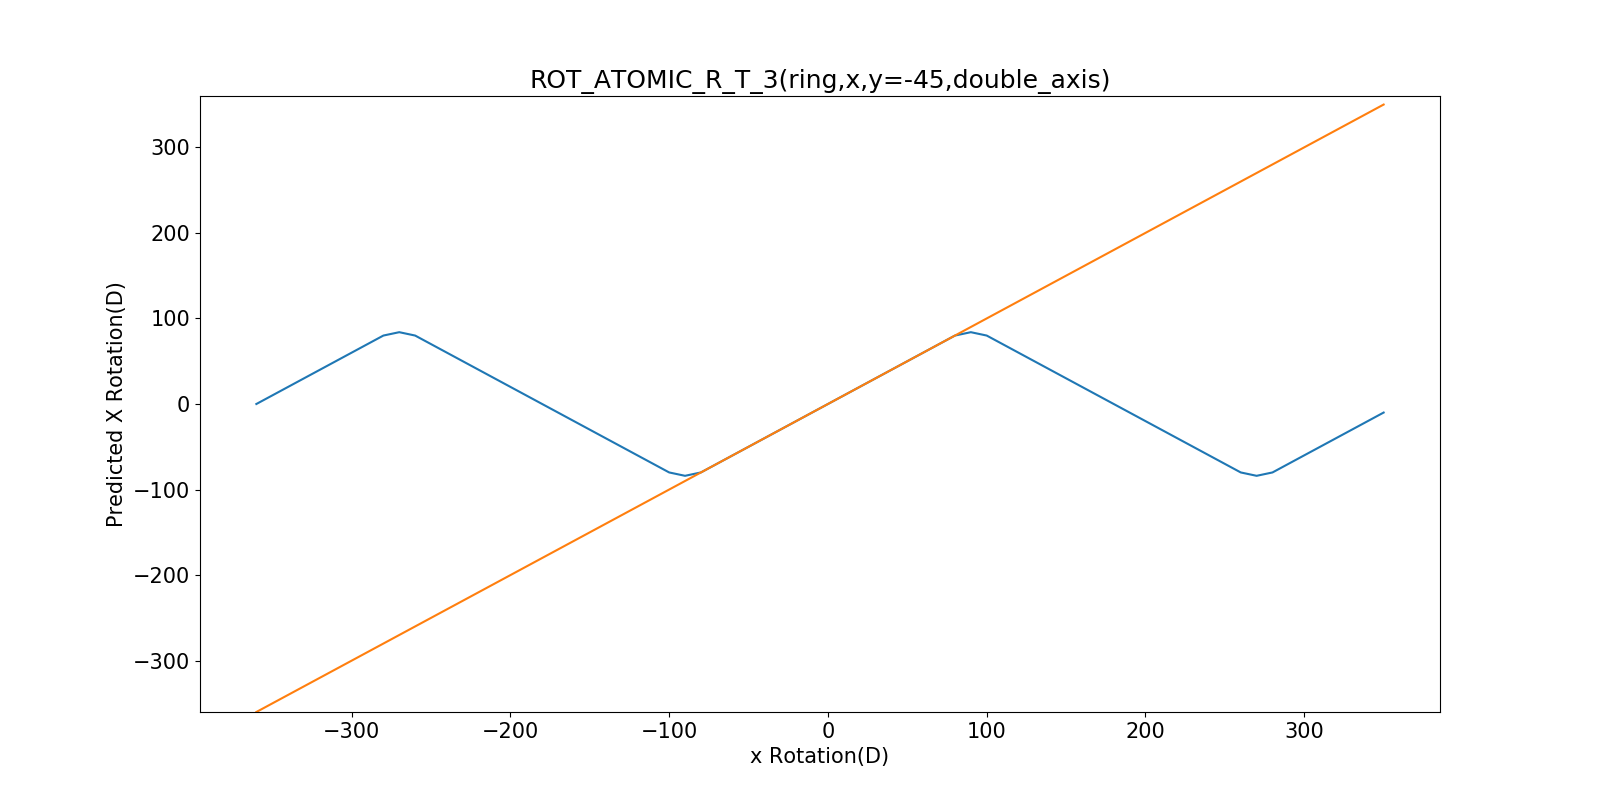 ROT_ATOMIC_R_T_3(ring,x,y=-45,double_axis)
300
200
100
0
−100
−200
−300
Predicted X Rotation(D)
−300 −200 −100 0 100 200 300
x Rotation(D)